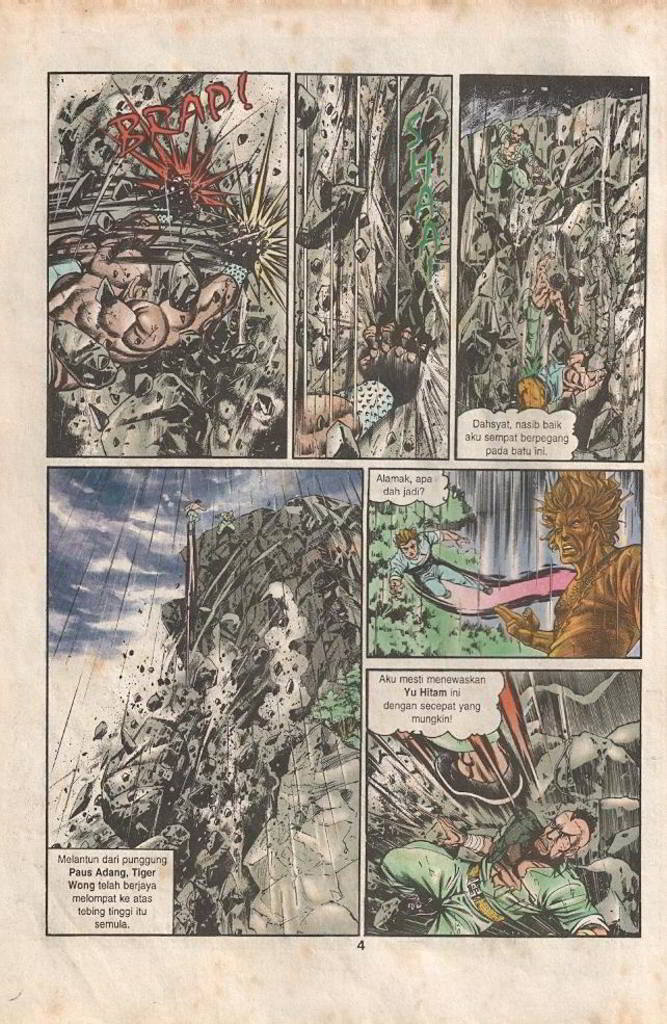 BRAP!
SHAAA
Dahsyat, nasib baik
aku sempat berpegang
pada batu ini.
Melantun dari punggung
Paus Adang, Tiger
Wong telah berjaya
melompat ke atas
tebing tinggi itu
semula.
Alamak, apa
dah jadi?
Aku mesti menewaskan
Yu Hitam ini
dengan secepat yang
mungkin!
4